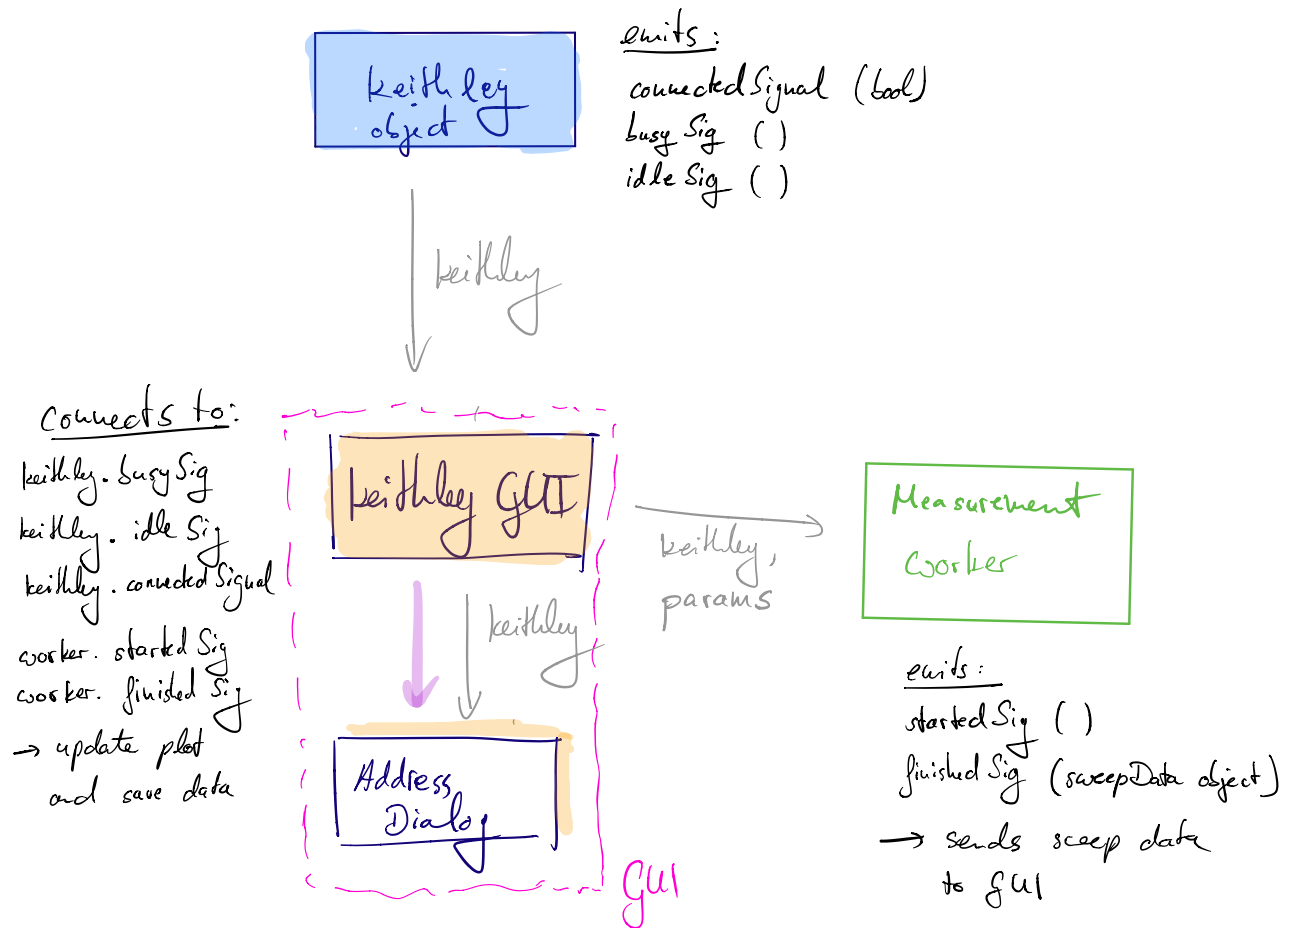 keithley
object
emits:
connectedSignal (bool)
busySig ( )
idleSig ( )
keithley
connects to:
keithley.busySig
keithley.idleSig
keithley.connectedSignal
worker.startedSig
worker.finishedSig
→ update plot
and save data
keithley GUI
keithley
Address
Dialog
GUI
keithley,
params
Measurement
worker
emits:
startedSig ( )
finishedSig (sweepData object)
→ sends sweep data
to GUI